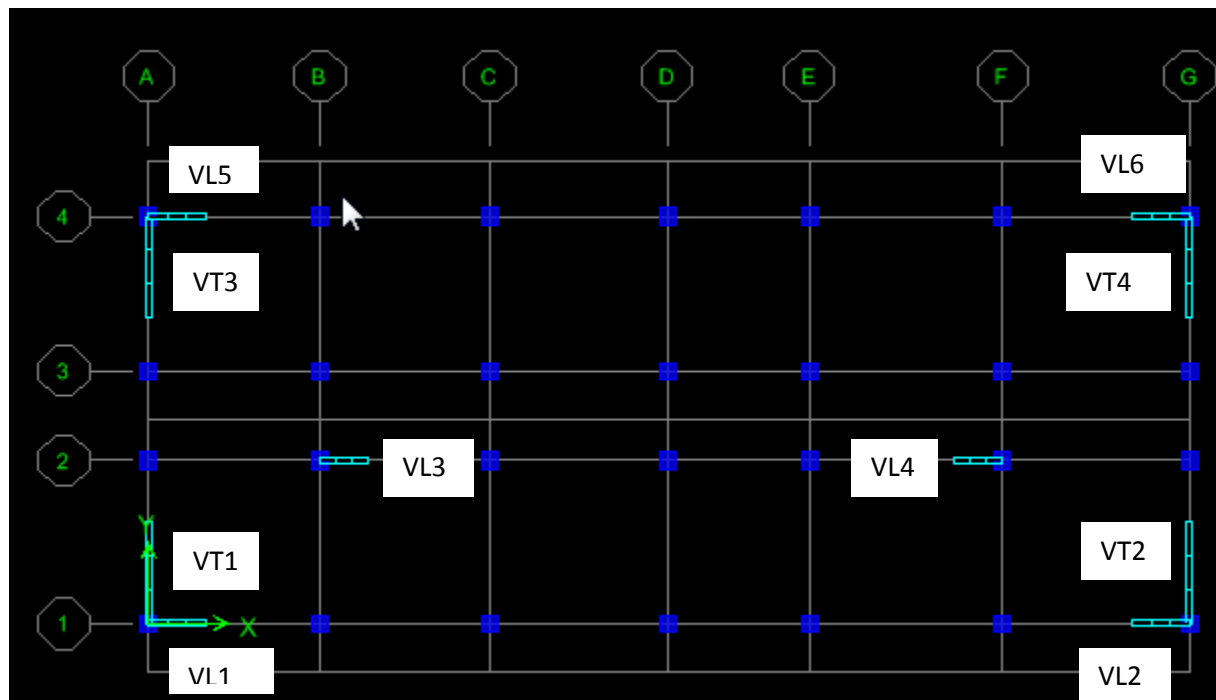 A B C D E F G
VL5 VL6
4
VT3 VT4
3
2 VL3 VL4
Y
VT1 VT2
1 X
VL1 VL2